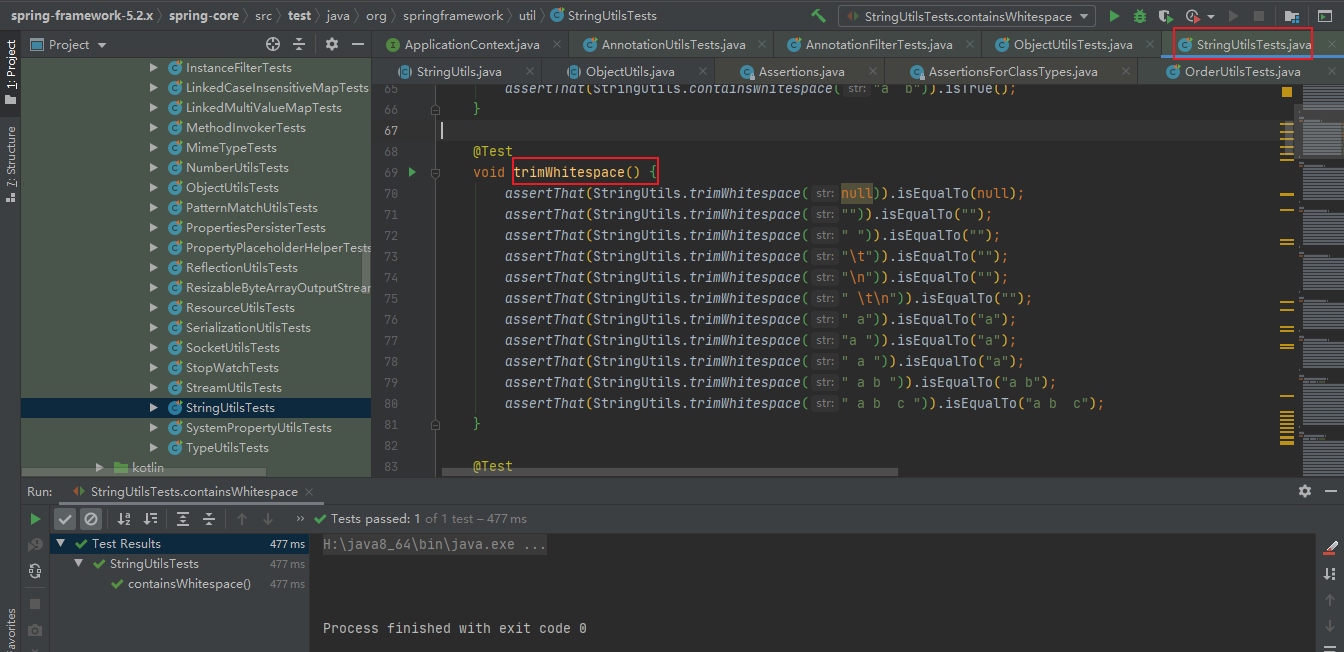 spring-framework-5.2.x
spring-core
src
test
java
org
springframework
util
StringUtilsTests
StringUtilsTests.containsWhitespace
1: Project
7: Structure
Favorites
Project
InstanceFilterTests
LinkedCaseInsensitiveMapTests
LinkedMultiValueMapTests
MethodInvokerTests
MimeTypeTests
NumberUtilsTests
ObjectUtilsTests
PatternMatchUtilsTests
PropertiesPersisterTests
PropertyPlaceholderHelperTests
ReflectionUtilsTests
ResizableByteArrayOutputStrear
ResourceUtilsTests
SerializationUtilsTests
SocketUtilsTests
StopWatchTests
StreamUtilsTests
StringUtilsTests
SystemPropertyUtilsTests
TypeUtilsTests
kotlin
ApplicationContext.java
AnnotationUtilsTests.java
AnnotationFilterTests.java
ObjectUtilsTests.java
StringUtilsTests.java
StringUtils.java
ObjectUtils.java
Assertions.java
AssertionsForClassTypes.java
OrderUtilsTests.java
65 assertThat(StringUtils.containsWhitespace( str: "a  b")).isTrue();
66 }
67
68 @Test
69 void trimWhitespace() {
70 assertThat(StringUtils.trimWhitespace( str: null)).isEqualTo(null);
71 assertThat(StringUtils.trimWhitespace( str: "")).isEqualTo("");
72 assertThat(StringUtils.trimWhitespace( str: " ")).isEqualTo("");
73 assertThat(StringUtils.trimWhitespace( str: "\t")).isEqualTo("");
74 assertThat(StringUtils.trimWhitespace( str: "\n")).isEqualTo("");
75 assertThat(StringUtils.trimWhitespace( str: " \t\n")).isEqualTo("");
76 assertThat(StringUtils.trimWhitespace( str: " a")).isEqualTo("a");
77 assertThat(StringUtils.trimWhitespace( str: "a ")).isEqualTo("a");
78 assertThat(StringUtils.trimWhitespace( str: " a ")).isEqualTo("a");
79 assertThat(StringUtils.trimWhitespace( str: " a b ")).isEqualTo("a b");
80 assertThat(StringUtils.trimWhitespace( str: " a b  c ")).isEqualTo("a b  c");
81 }
82
83 @Test
Run: StringUtilsTests.containsWhitespace
Tests passed: 1 of 1 test – 477 ms
Test Results 477 ms
StringUtilsTests 477 ms
containsWhitespace() 477 ms
H:\java8_64\bin\java.exe ...
Process finished with exit code 0